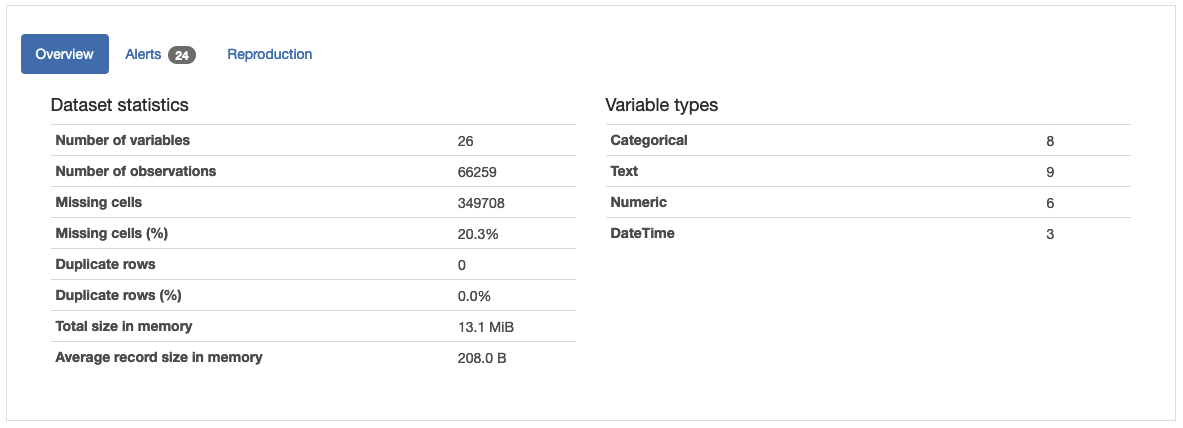 Overview Alerts 24 Reproduction
Dataset statistics
Number of variables 26
Number of observations 66259
Missing cells 349708
Missing cells (%) 20.3%
Duplicate rows 0
Duplicate rows (%) 0.0%
Total size in memory 13.1 MiB
Average record size in memory 208.0 B
Variable types
Categorical 8
Text 9
Numeric 6
DateTime 3